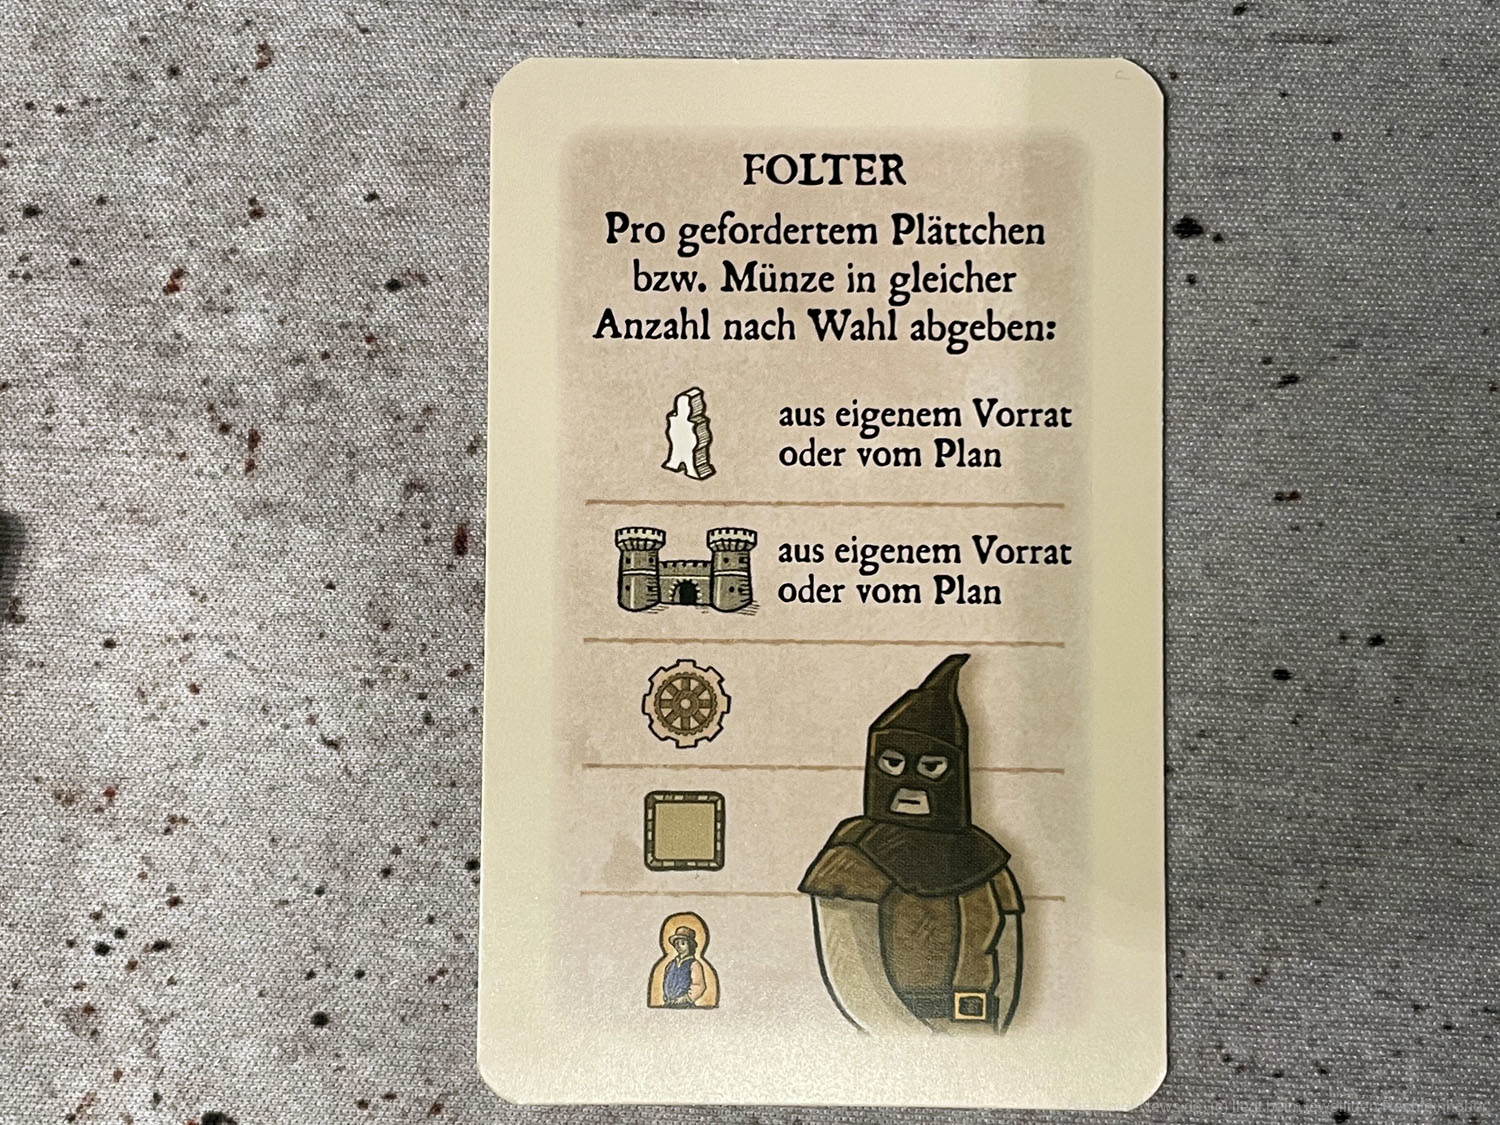 FOLTER
Pro gefordertem Plättchen
bzw. Münze in gleicher
Anzahl nach Wahl abgeben:
aus eigenem Vorrat
oder vom Plan
aus eigenem Vorrat
oder vom Plan